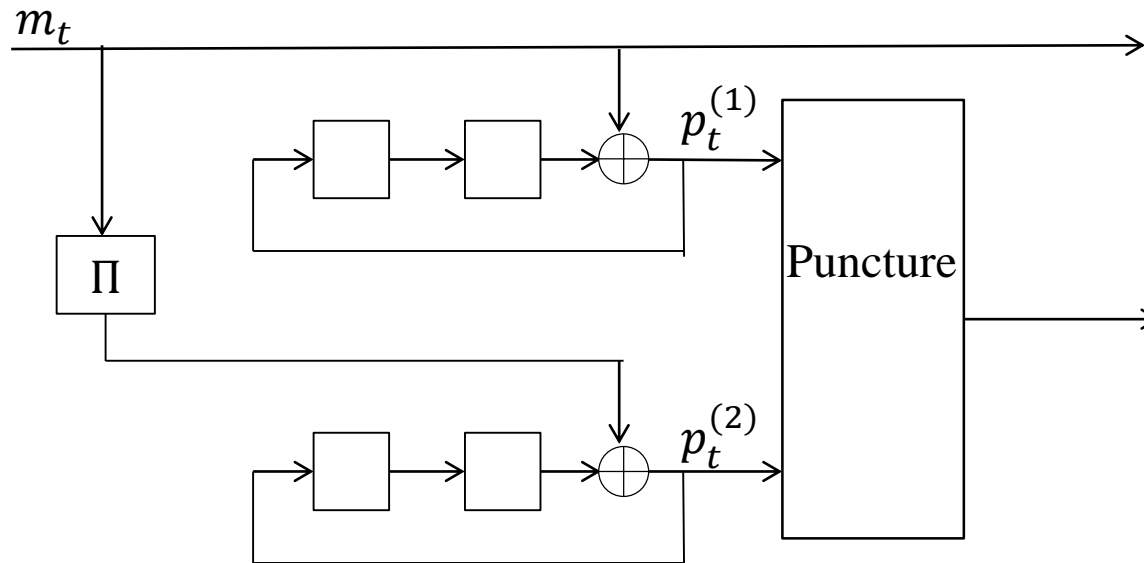 m_t
p_t^{(1)}
Π
Puncture
p_t^{(2)}